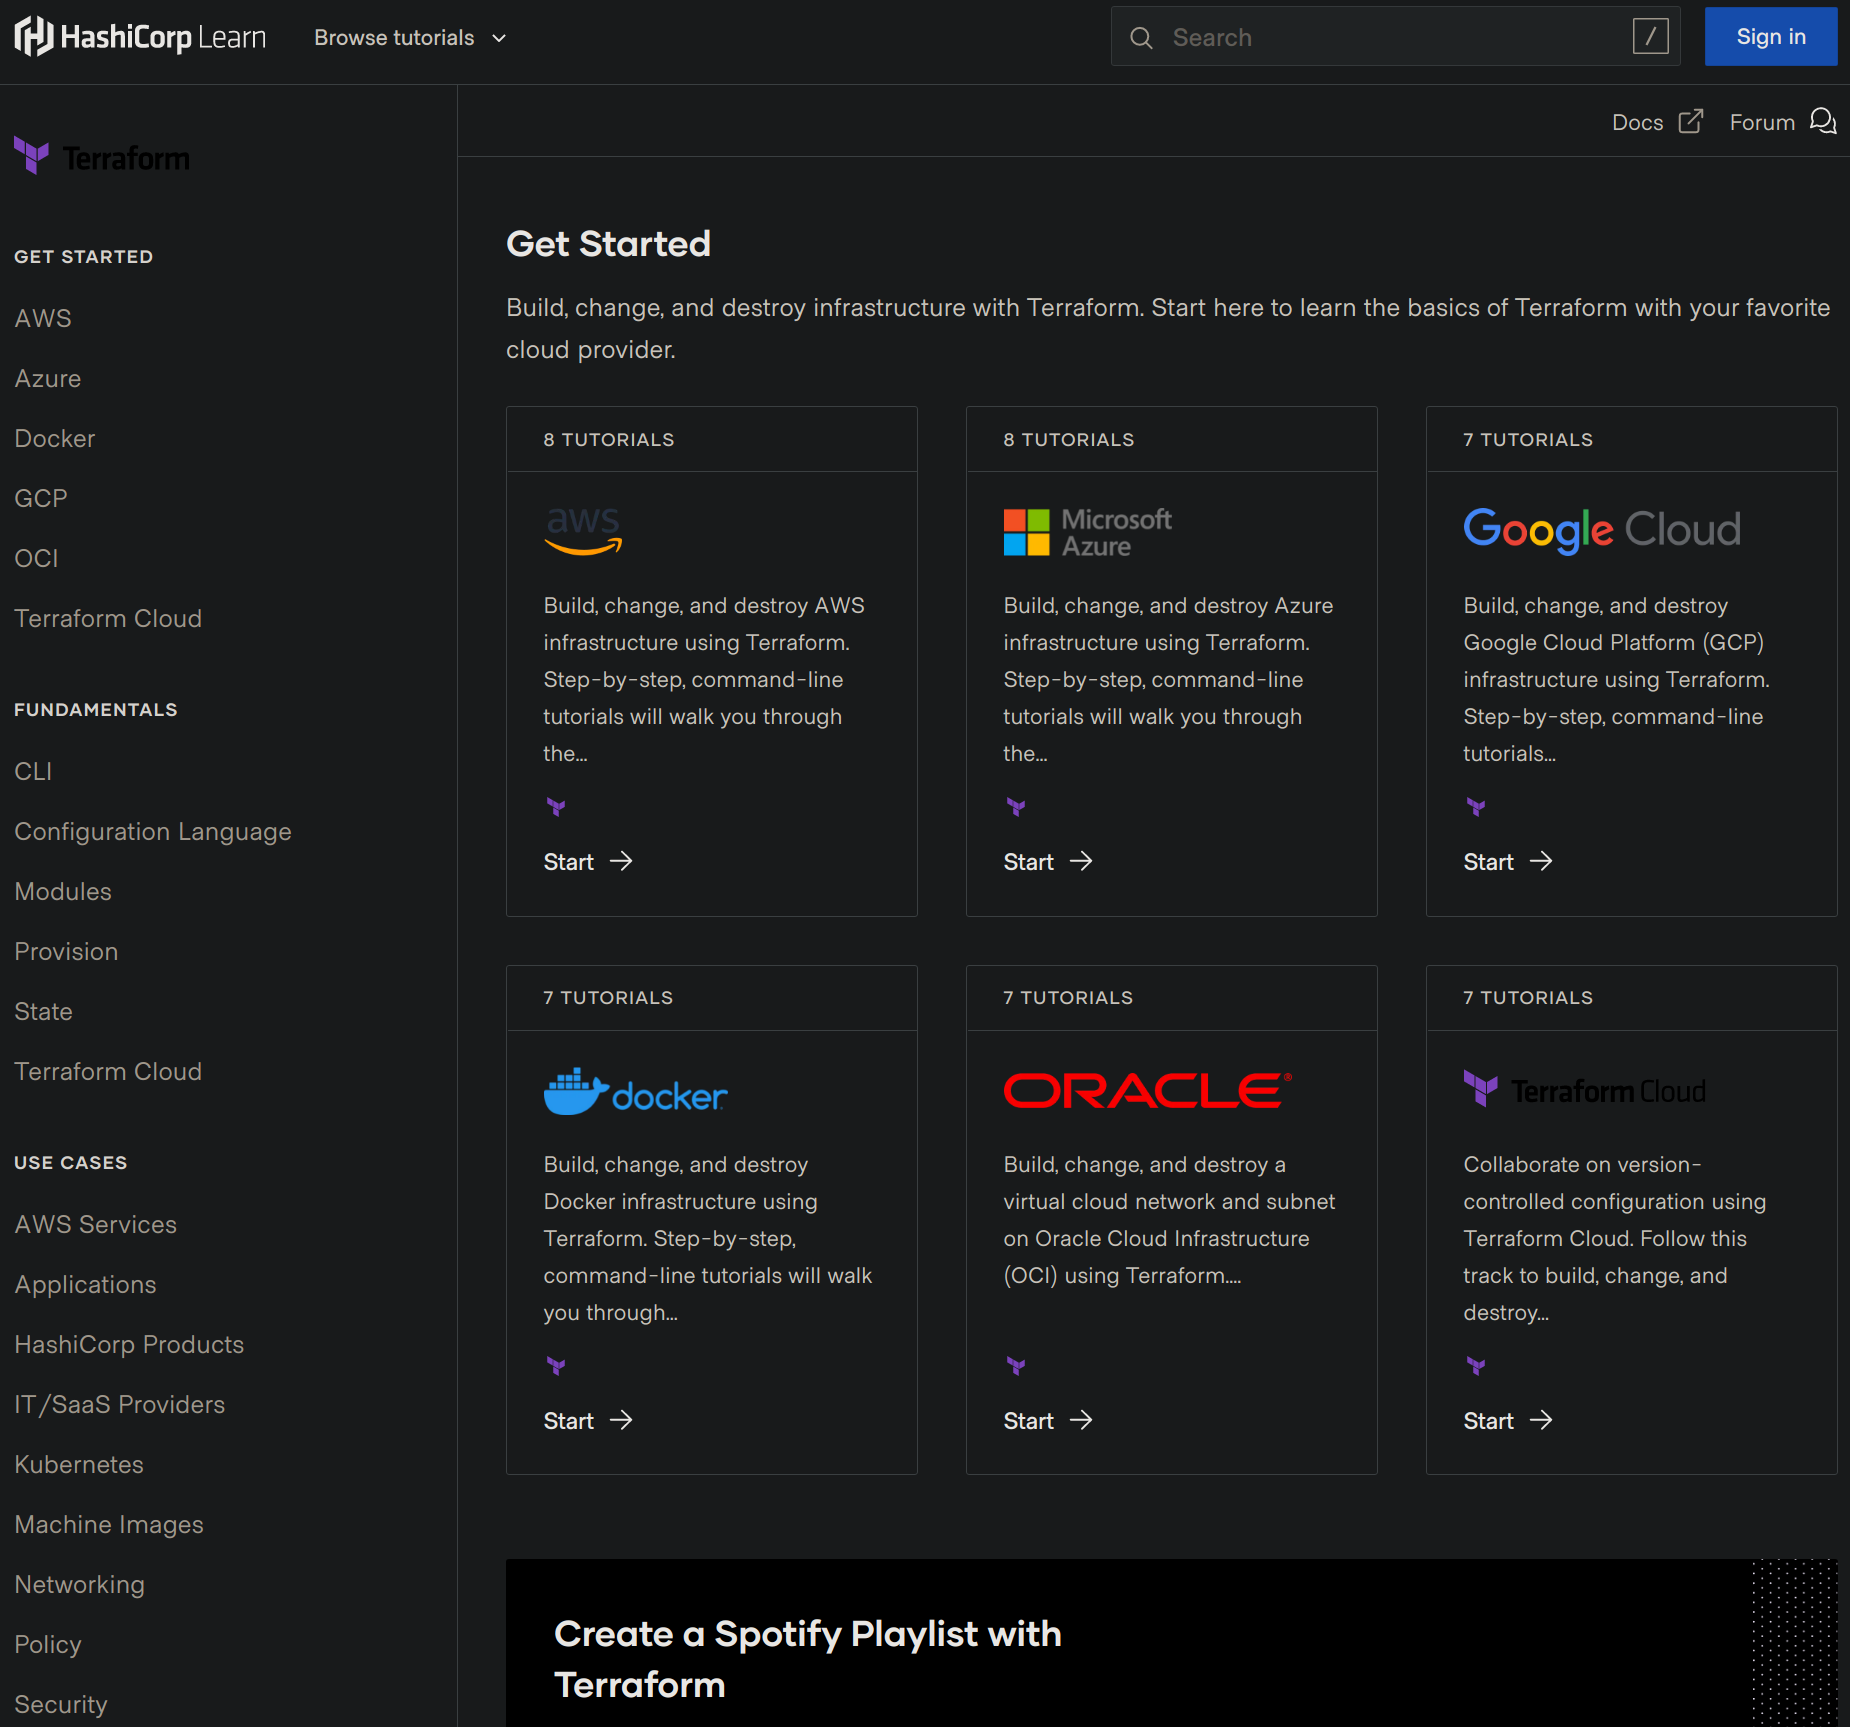 HashiCorp Learn
Browse tutorials
Search
/
Sign in
Docs
Forum
Terraform
GET STARTED
AWS
Azure
Docker
GCP
OCI
Terraform Cloud
FUNDAMENTALS
CLI
Configuration Language
Modules
Provision
State
Terraform Cloud
USE CASES
AWS Services
Applications
HashiCorp Products
IT/SaaS Providers
Kubernetes
Machine Images
Networking
Policy
Security
Get Started
Build, change, and destroy infrastructure with Terraform. Start here to learn the basics of Terraform with your favorite
cloud provider.
8 TUTORIALS
aws
Build, change, and destroy AWS
infrastructure using Terraform.
Step-by-step, command-line
tutorials will walk you through
the...
Start
8 TUTORIALS
Microsoft
Azure
Build, change, and destroy Azure
infrastructure using Terraform.
Step-by-step, command-line
tutorials will walk you through
the...
Start
7 TUTORIALS
Google Cloud
Build, change, and destroy
Google Cloud Platform (GCP)
infrastructure using Terraform.
Step-by-step, command-line
tutorials...
Start
7 TUTORIALS
docker
Build, change, and destroy
Docker infrastructure using
Terraform. Step-by-step,
command-line tutorials will walk
you through...
Start
7 TUTORIALS
ORACLE®
Build, change, and destroy a
virtual cloud network and subnet
on Oracle Cloud Infrastructure
(OCI) using Terraform....
Start
7 TUTORIALS
Terraform Cloud
Collaborate on version-
controlled configuration using
Terraform Cloud. Follow this
track to build, change, and
destroy...
Start
Create a Spotify Playlist with
Terraform